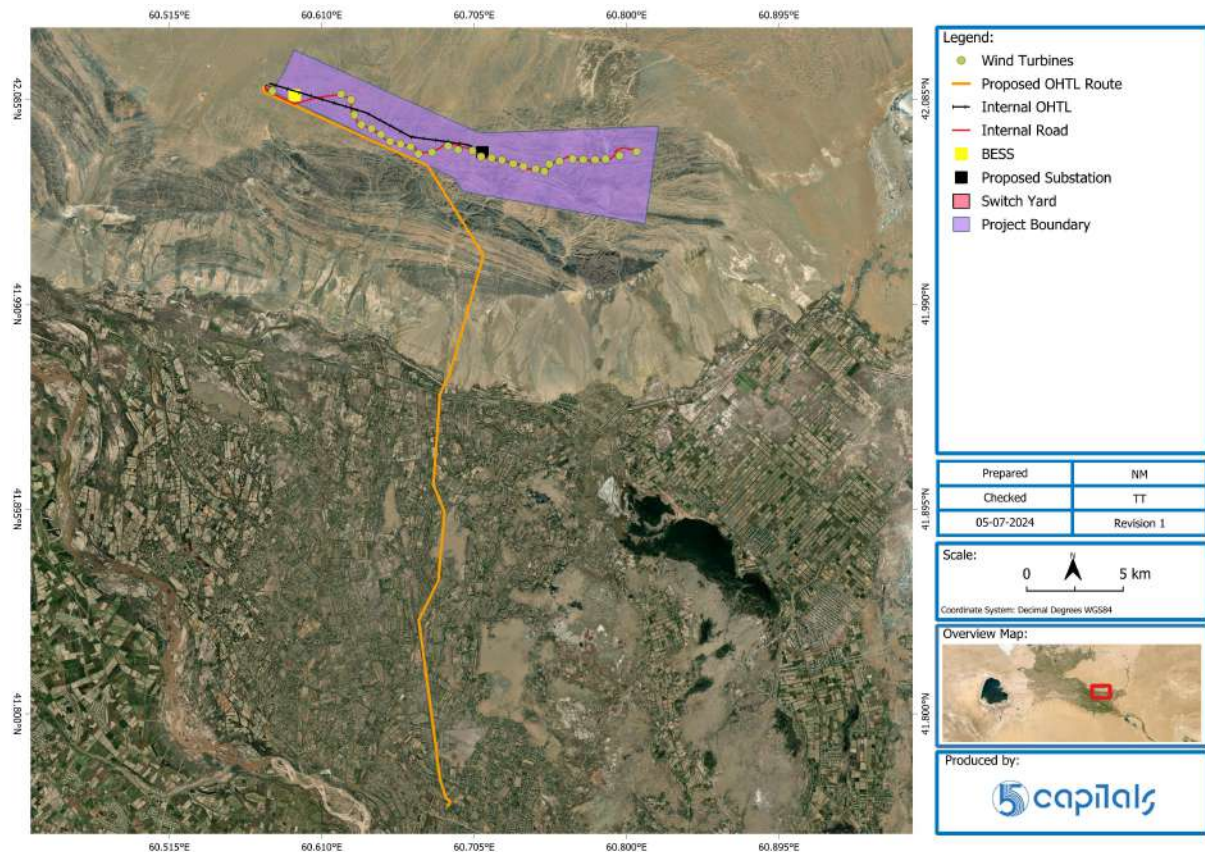 60.515°E 60.610°E 60.705°E 60.800°E 60.895°E
42.085°N 42.085°N
41.990°N 41.990°N
41.895°N 41.895°N
41.800°N 41.800°N
60.515°E 60.610°E 60.705°E 60.800°E 60.895°E
Legend:
Wind Turbines
Proposed OHTL Route
Internal OHTL
Internal Road
BESS
Proposed Substation
Switch Yard
Project Boundary
Prepared NM
Checked TT
05-07-2024 Revision 1
Scale:
N
0 5 km
Coordinate System: Decimal Degrees WGS84
Overview Map:
Produced by:
5 capitals